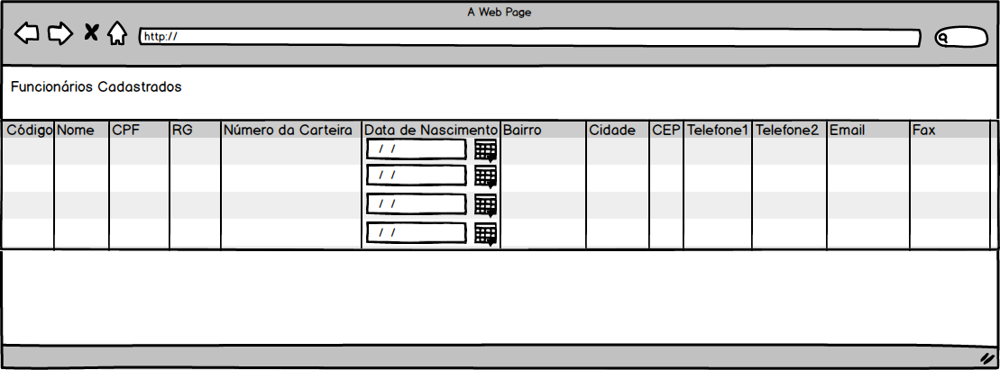 A Web Page
http://
Funcionários Cadastrados
Código Nome CPF RG Número da Carteira Data de Nascimento Bairro Cidade CEP Telefone1 Telefone2 Email Fax
/ /
/ /
/ /
/ /